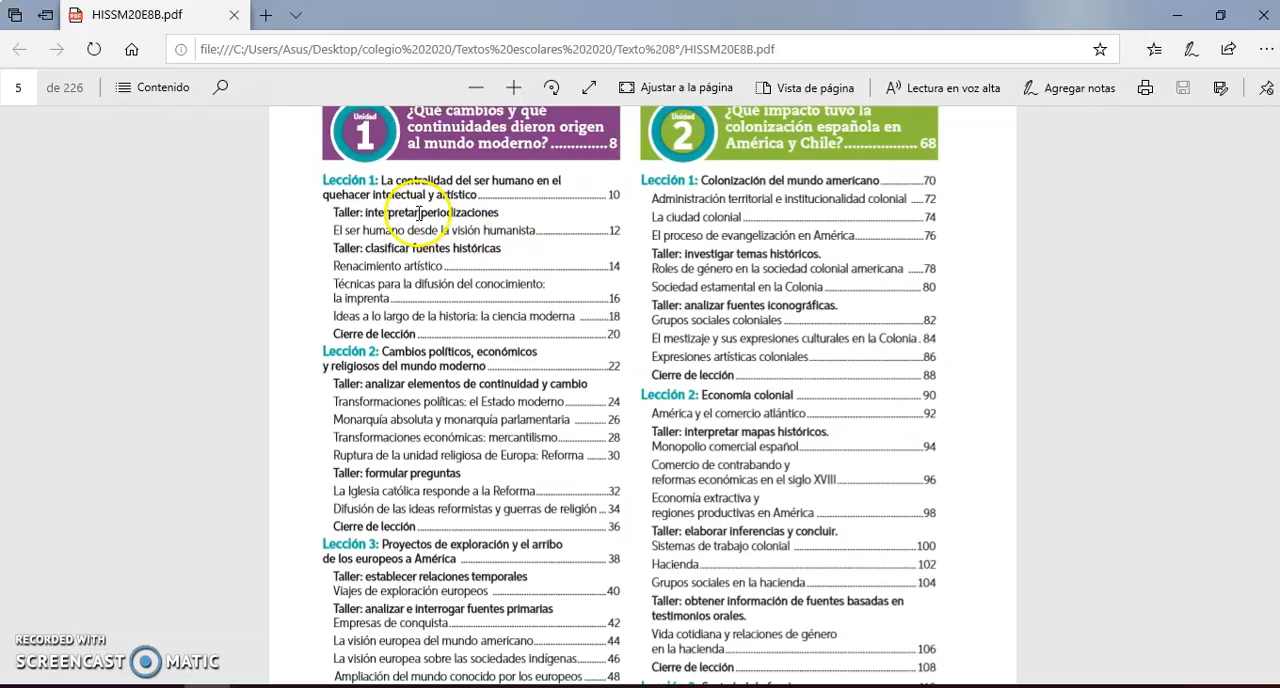 HISSM20E8B.pdf
file:///C:/Users/Asus/Desktop/colegio%202020/Textos%20escolares%202020/Texto%208°/HISSM20E8B.pdf
5 de 226 Contenido Ajustar a la página Vista de página Lectura en voz alta Agregar notas
Unidad 1
¿Qué cambios y qué
continuidades dieron origen
al mundo moderno?.............8
Lección 1: La centralidad del ser humano en el
quehacer intelectual y artístico 10
Taller: interpretar periodizaciones
El ser humano desde la visión humanista 12
Taller: clasificar fuentes históricas
Renacimiento artístico 14
Técnicas para la difusión del conocimiento:
la imprenta 16
Ideas a lo largo de la historia: la ciencia moderna 18
Cierre de lección 20
Lección 2: Cambios políticos, económicos
y religiosos del mundo moderno 22
Taller: analizar elementos de continuidad y cambio
Transformaciones políticas: el Estado moderno 24
Monarquía absoluta y monarquía parlamentaria 26
Transformaciones económicas: mercantilismo 28
Ruptura de la unidad religiosa de Europa: Reforma 30
Taller: formular preguntas
La Iglesia católica responde a la Reforma 32
Difusión de las ideas reformistas y guerras de religión 34
Cierre de lección 36
Lección 3: Proyectos de exploración y el arribo
de los europeos a América 38
Taller: establecer relaciones temporales
Viajes de exploración europeos 40
Taller: analizar e interrogar fuentes primarias
Empresas de conquista 42
La visión europea del mundo americano 44
La visión europea sobre las sociedades indígenas 46
Ampliación del mundo conocido por los europeos 48
Unidad 2
¿Qué impacto tuvo la
colonización española en
América y Chile?................68
Lección 1: Colonización del mundo americano 70
Administración territorial e institucionalidad colonial 72
La ciudad colonial 74
El proceso de evangelización en América 76
Taller: investigar temas históricos.
Roles de género en la sociedad colonial americana 78
Sociedad estamental en la Colonia 80
Taller: analizar fuentes iconográficas.
Grupos sociales coloniales 82
El mestizaje y sus expresiones culturales en la Colonia. 84
Expresiones artísticas coloniales 86
Cierre de lección 88
Lección 2: Economía colonial 90
América y el comercio atlántico 92
Taller: interpretar mapas históricos.
Monopolio comercial español 94
Comercio de contrabando y
reformas económicas en el siglo XVIII 96
Economía extractiva y
regiones productivas en América 98
Taller: elaborar inferencias y concluir.
Sistemas de trabajo colonial 100
Hacienda 102
Grupos sociales en la hacienda 104
Taller: obtener información de fuentes basadas en
testimonios orales.
Vida cotidiana y relaciones de género
en la hacienda 106
Cierre de lección 108
RECORDED WITH
SCREENCAST MATIC